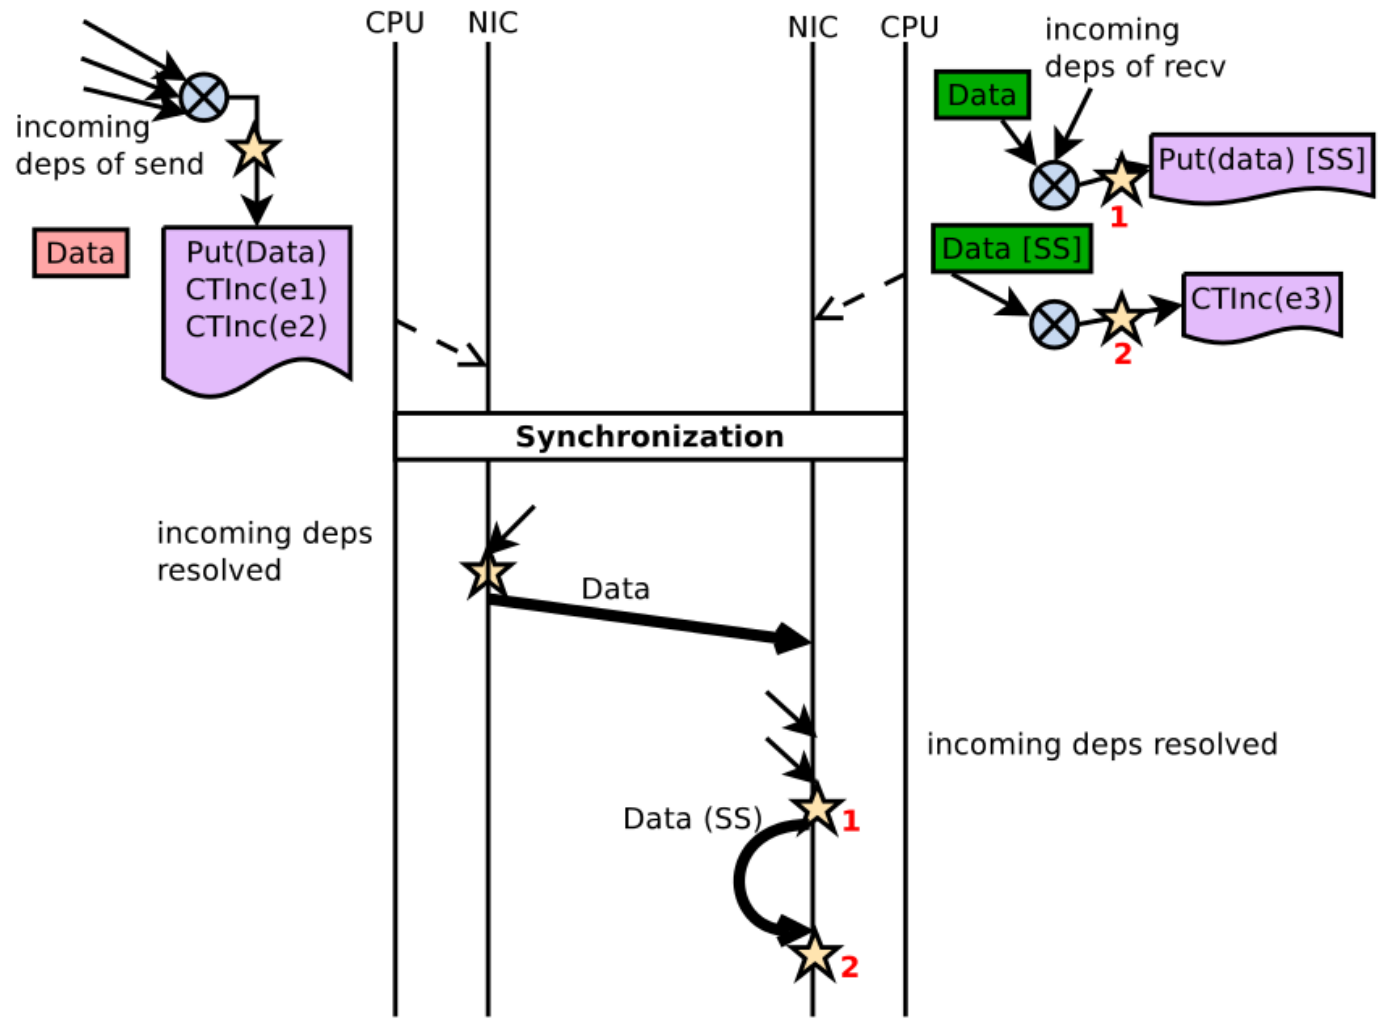 CPU
NIC
NIC
CPU
incoming
deps of recv
Data
incoming
deps of send
Put(data) [SS]
1
Data
Put(Data)
CTInc(e1)
CTInc(e2)
Data [SS]
CTInc(e3)
2
Synchronization
incoming deps
resolved
Data
incoming deps resolved
Data (SS)
1
2